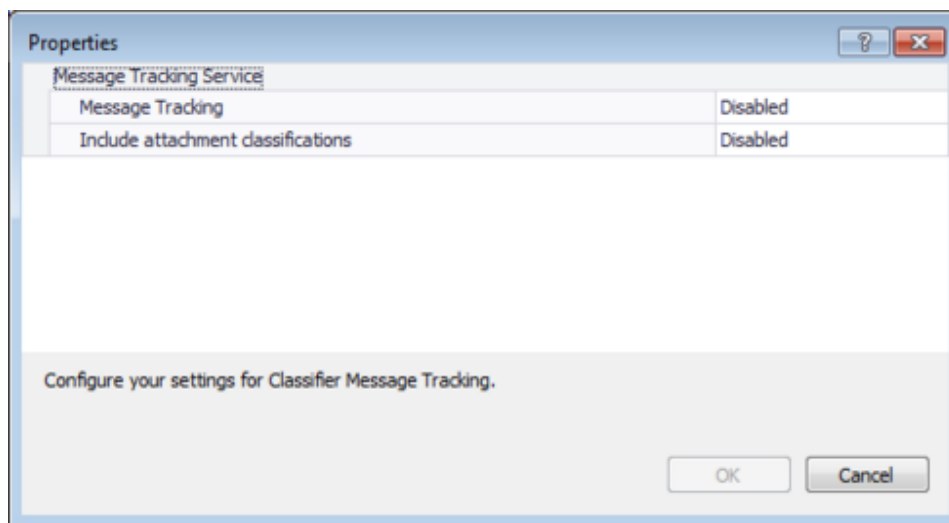 Properties
Message Tracking Service
Message Tracking Disabled
Include attachment classifications Disabled
Configure your settings for Classifier Message Tracking.
OK Cancel